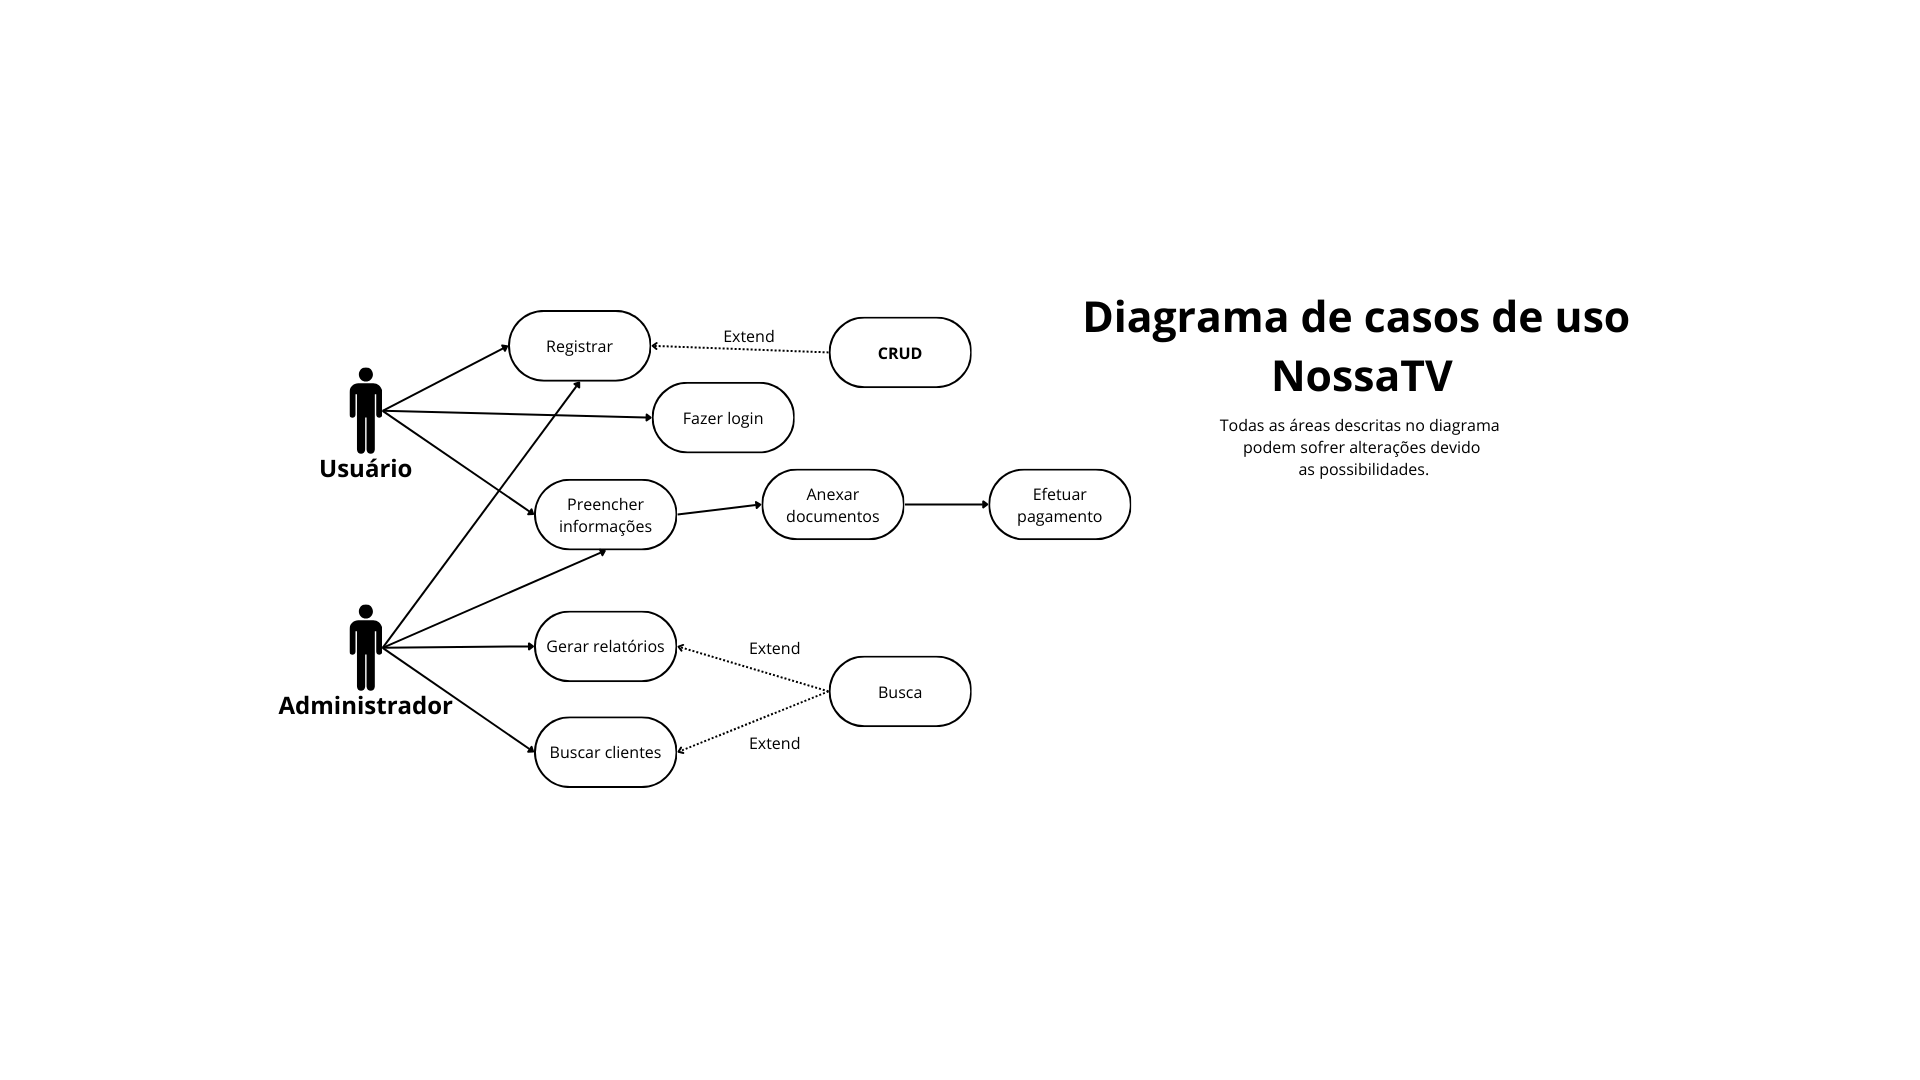 Diagrama de casos de uso
NossaTV
Todas as áreas descritas no diagrama
podem sofrer alterações devido
as possibilidades.
Usuário
Registrar
Extend
CRUD
Fazer login
Preencher
informações
Anexar
documentos
Efetuar
pagamento
Administrador
Gerar relatórios
Extend
Busca
Extend
Buscar clientes